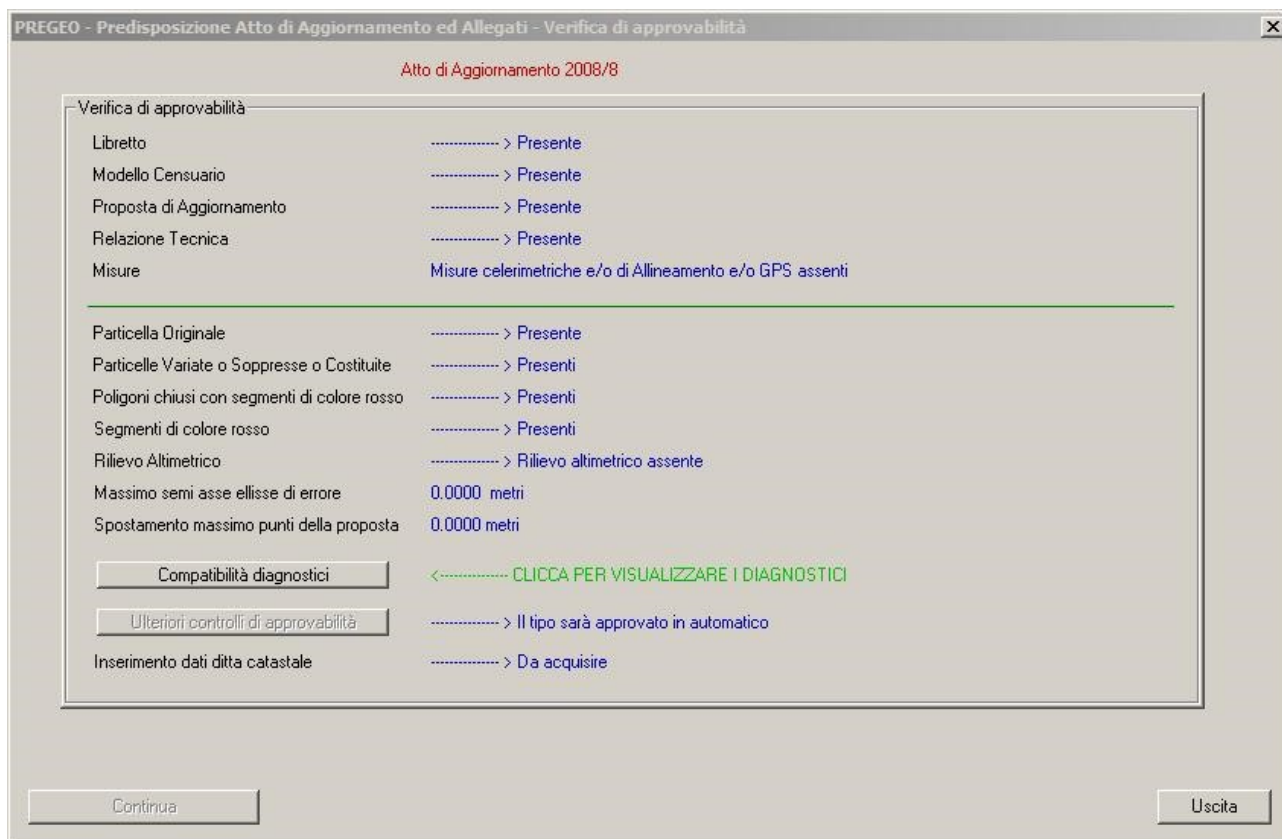 PREGEO - Predisposizione Atto di Aggiornamento ed Allegati - Verifica di approvabilità
Atto di Aggiornamento 2008/8
Verifica di approvabilità
Libretto -------------- > Presente
Modello Censuario -------------- > Presente
Proposta di Aggiornamento -------------- > Presente
Relazione Tecnica -------------- > Presente
Misure Misure celerimetriche e/o di Allineamento e/o GPS assenti
Particella Originale -------------- > Presente
Particelle Variate o Soppresse o Costituite -------------- > Presenti
Poligoni chiusi con segmenti di colore rosso -------------- > Presenti
Segmenti di colore rosso -------------- > Presenti
Rilievo Altimetrico -------------- > Rilievo altimetrico assente
Massimo semi asse ellisse di errore 0.0000 metri
Spostamento massimo punti della proposta 0.0000 metri
Compatibilità diagnostici <-------------- CLICCA PER VISUALIZZARE I DIAGNOSTICI
Ulteriori controlli di approvabilità -------------- > Il tipo sarà approvato in automatico
Inserimento dati ditta catastale -------------- > Da acquisire
Continua Uscita